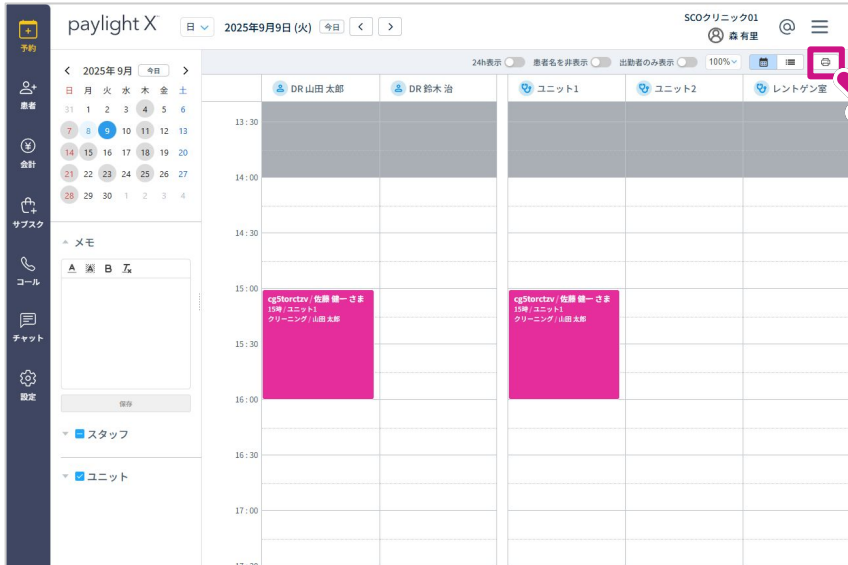 paylight X
日
2025年9月9日 (火)
今日
SCOクリニック01
森 有里
予約
患者
会計
サブスク
コール
チャット
設定
24h表示
患者名を非表示
出勤者のみ表示
100%
2025年 9月
今日
日 月 火 水 木 金 土
31 1 2 3 4 5 6
7 8 9 10 11 12 13
14 15 16 17 18 19 20
21 22 23 24 25 26 27
28 29 30 1 2 3 4
メモ
A A B Tx
保存
スタッフ
ユニット
DR 山田 太郎
DR 鈴木 治
ユニット1
ユニット2
レントゲン室
13:30
14:00
14:30
15:00
cg5torctzv / 佐藤 健一 さま
15時 / ユニット1
クリーニング / 山田 太郎
cg5torctzv / 佐藤 健一 さま
15時 / ユニット1
クリーニング / 山田 太郎
15:30
16:00
16:30
17:00
17:30